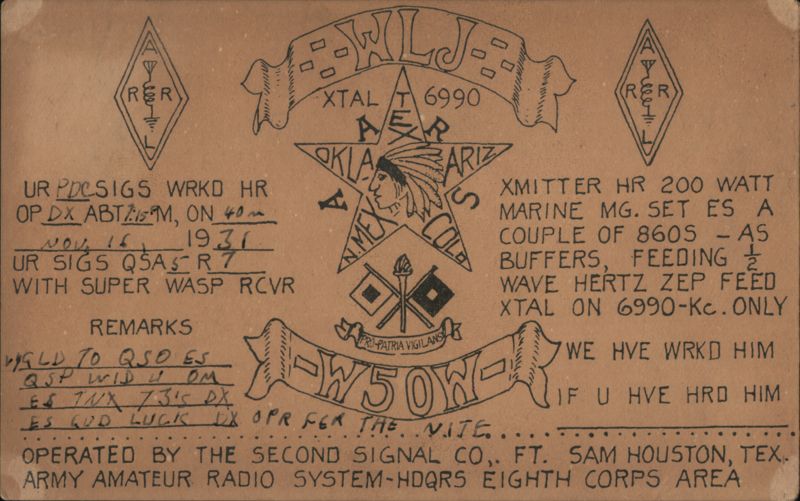 WLJ
XTAL 6990
A A R S
TEX
OKLA ARIZ
N. MEX COLO
PRO-PATRIA VIGILANS
-W5OW-
A R R L
A R R L
UR PDC SIGS WRKD HR
OP DX ABT 7:15 PM, ON 40m
NOV. 16, 1931
UR SIGS QSA 5 R 7
WITH SUPER WASP RCVR
REMARKS
GLD TO QSO ES
QSP WID U OM
ES TNX 73's DX
ES GUD LUCK DX OPR FER THE NITE
XMITTER HR 200 WATT
MARINE MG. SET ES A
COUPLE OF 860S - AS
BUFFERS, FEEDING ½
WAVE HERTZ ZEP FEED
XTAL ON 6990-Kc. ONLY
WE HVE WRKD HIM
IF U HVE HRD HIM
OPERATED BY THE SECOND SIGNAL CO,. FT. SAM HOUSTON, TEX.
ARMY AMATEUR RADIO SYSTEM-HDQRS EIGHTH CORPS AREA